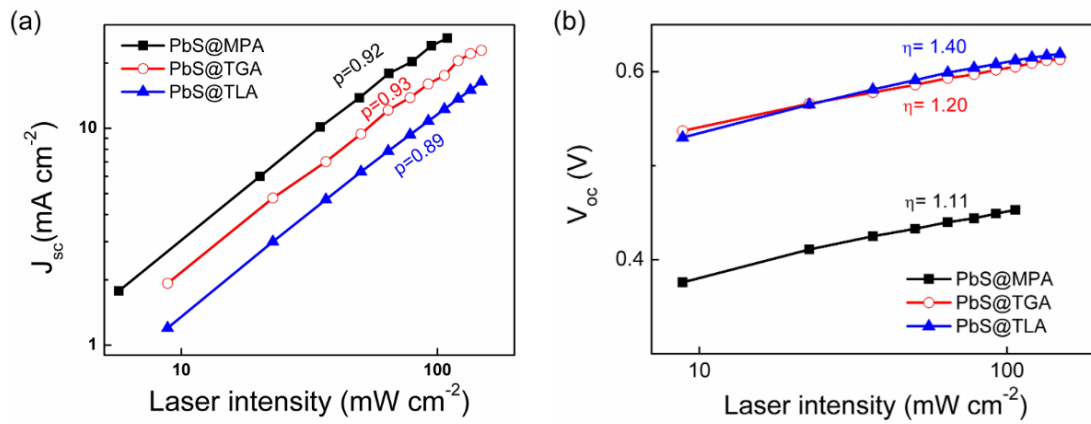 (a)
PbS@MPA
PbS@TGA
PbS@TLA
p=0.92
p=0.93
p=0.89
10
1
J_sc(mA cm⁻²)
10
100
Laser intensity (mW cm⁻²)
(b)
η= 1.40
η= 1.20
η= 1.11
PbS@MPA
PbS@TGA
PbS@TLA
0.6
0.4
V_oc (V)
10
100
Laser intensity (mW cm⁻²)